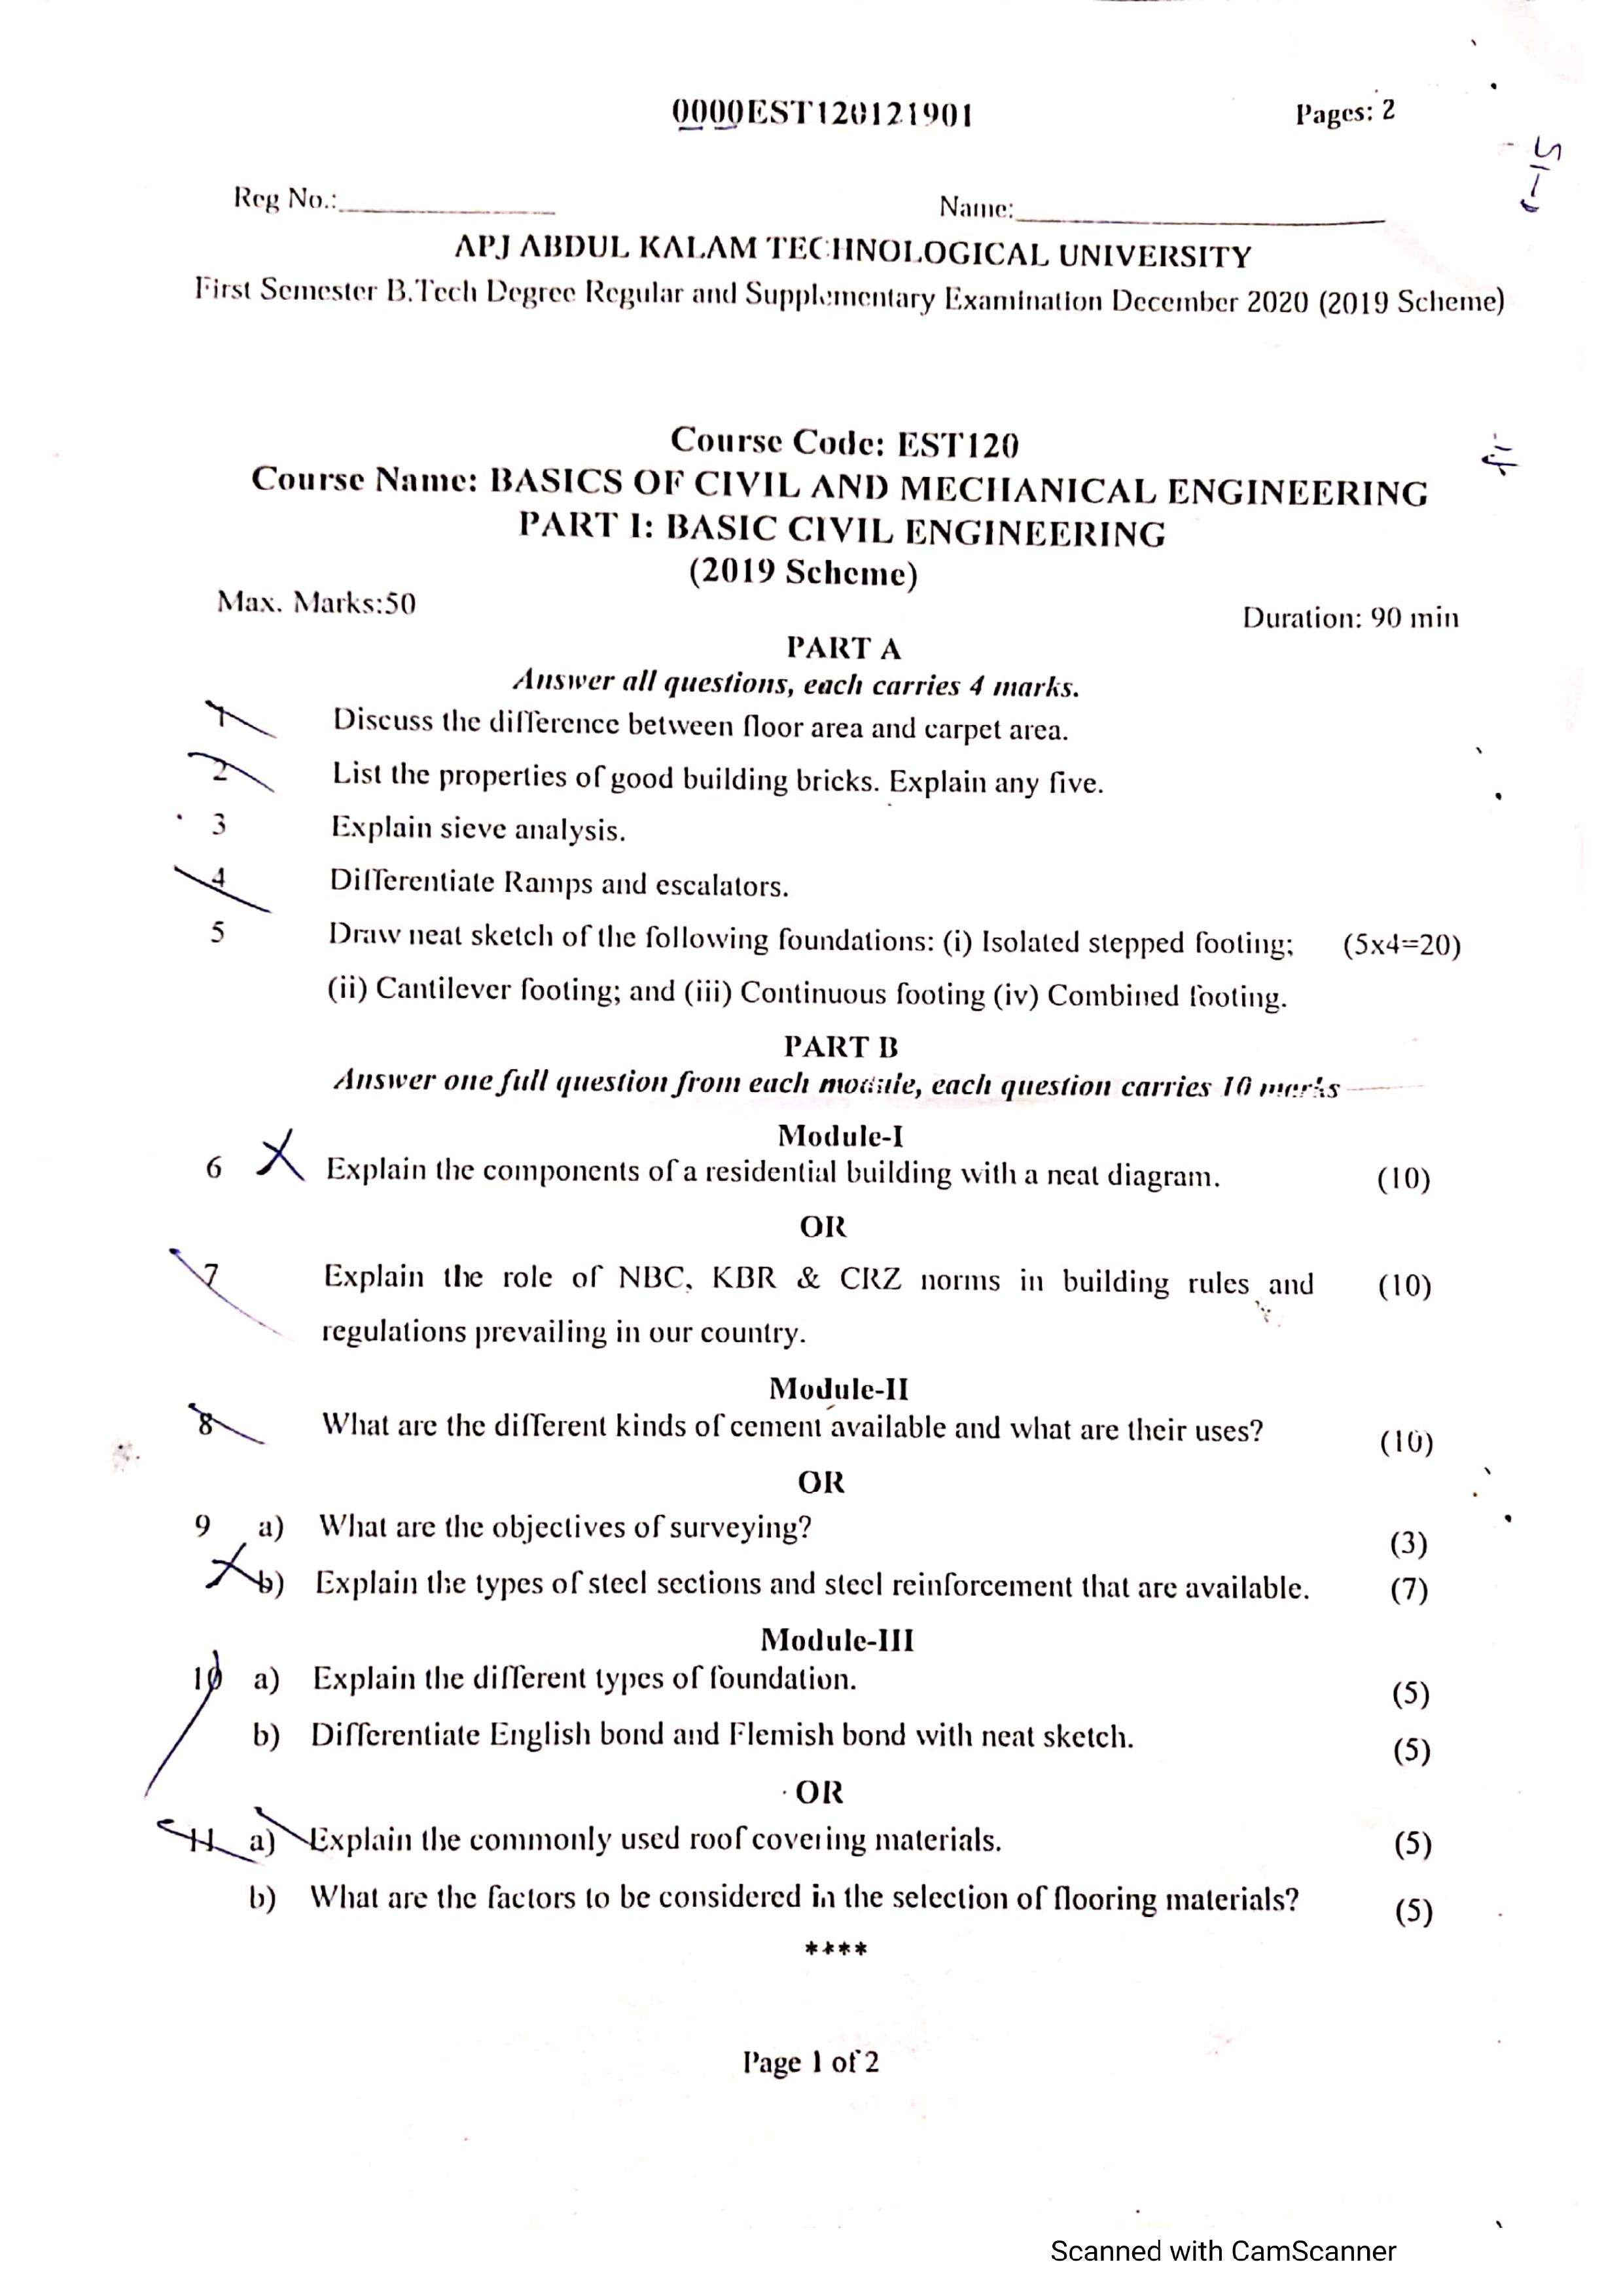 0000EST120121901 Pages: 2
Reg No.:_______________ Name:__________________________
APJ ABDUL KALAM TECHNOLOGICAL UNIVERSITY
First Semester B.Tech Degree Regular and Supplementary Examination December 2020 (2019 Scheme)
Course Code: EST120
Course Name: BASICS OF CIVIL AND MECHANICAL ENGINEERING
PART I: BASIC CIVIL ENGINEERING
(2019 Scheme)
Max. Marks:50 Duration: 90 min
PART A
Answer all questions, each carries 4 marks.
1 Discuss the difference between floor area and carpet area.
2 List the properties of good building bricks. Explain any five.
3 Explain sieve analysis.
4 Differentiate Ramps and escalators.
5 Draw neat sketch of the following foundations: (i) Isolated stepped footing; (5x4=20)
(ii) Cantilever footing; and (iii) Continuous footing (iv) Combined footing.
PART B
Answer one full question from each module, each question carries 10 marks
Module-I
6 Explain the components of a residential building with a neat diagram. (10)
OR
7 Explain the role of NBC, KBR & CRZ norms in building rules and (10)
regulations prevailing in our country.
Module-II
8 What are the different kinds of cement available and what are their uses? (10)
OR
9 a) What are the objectives of surveying? (3)
b) Explain the types of steel sections and steel reinforcement that are available. (7)
Module-III
10 a) Explain the different types of foundation. (5)
b) Differentiate English bond and Flemish bond with neat sketch. (5)
OR
11 a) Explain the commonly used roof covering materials. (5)
b) What are the factors to be considered in the selection of flooring materials? (5)
****
Page 1 of 2
Scanned with CamScanner